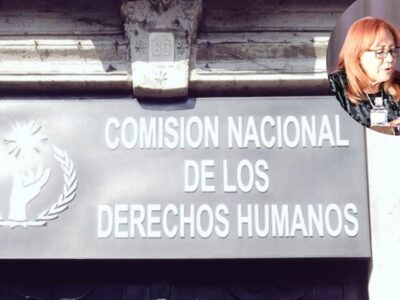 COMISION NACIONAL
DE LOS
DERECHOS HUMANOS